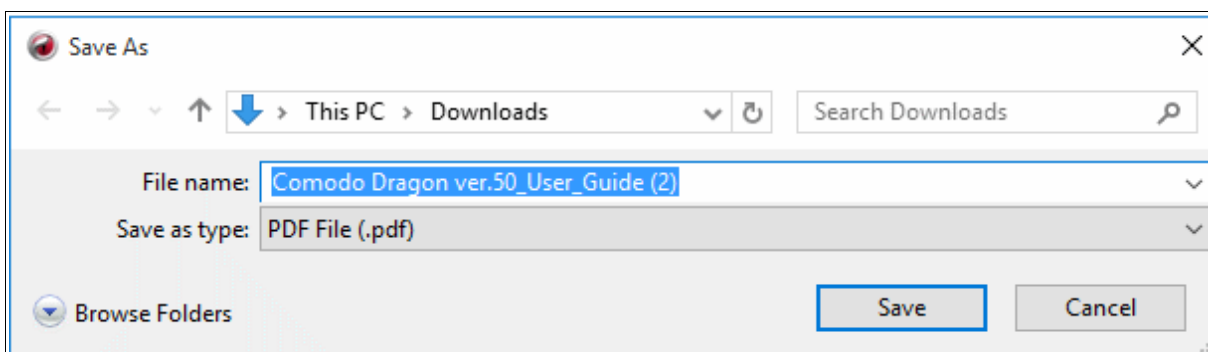 Save As
This PC > Downloads
Search Downloads
File name: Comodo Dragon ver.50_User_Guide (2)
Save as type: PDF File (.pdf)
Browse Folders
Save
Cancel